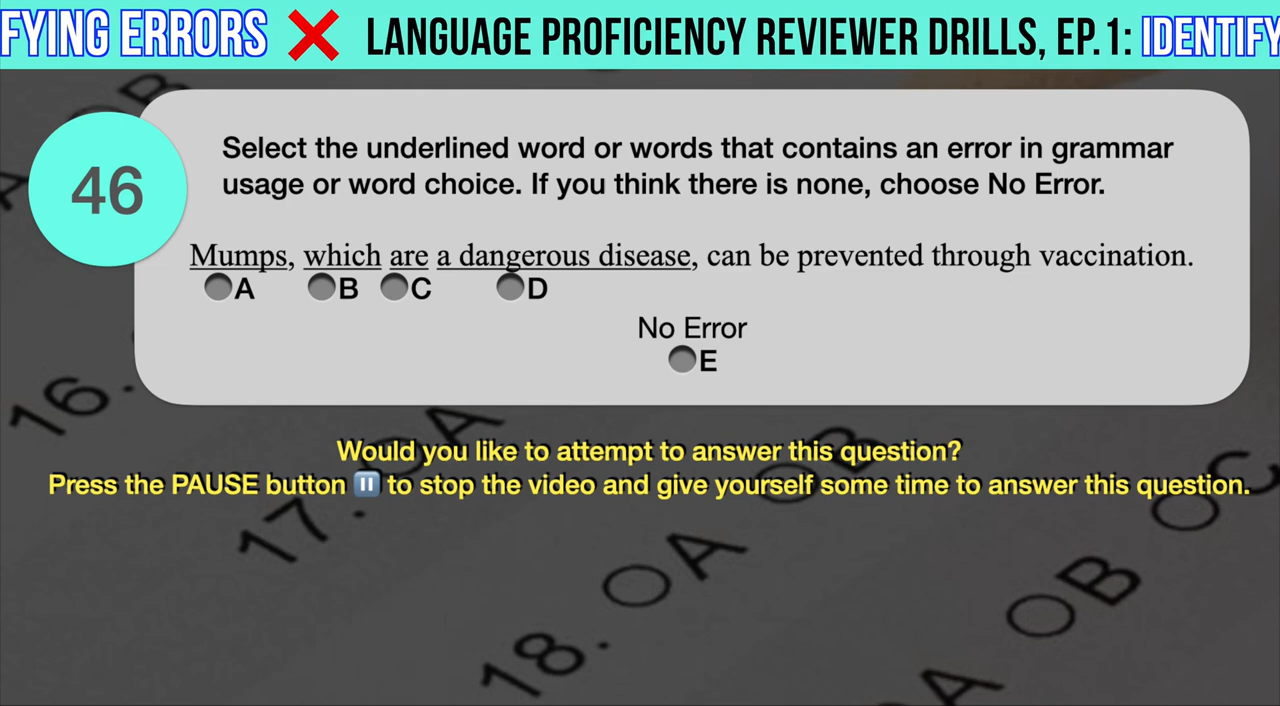 FYING ERRORS ❌ LANGUAGE PROFICIENCY REVIEWER DRILLS, EP.1: IDENTIFY
46
Select the underlined word or words that contains an error in grammar
usage or word choice. If you think there is none, choose No Error.
Mumps, which are a dangerous disease, can be prevented through vaccination.
A B C D
No Error
E
Would you like to attempt to answer this question?
Press the PAUSE button ⏸ to stop the video and give yourself some time to answer this question.
B
A
16.
17. A B C
18. A B
A